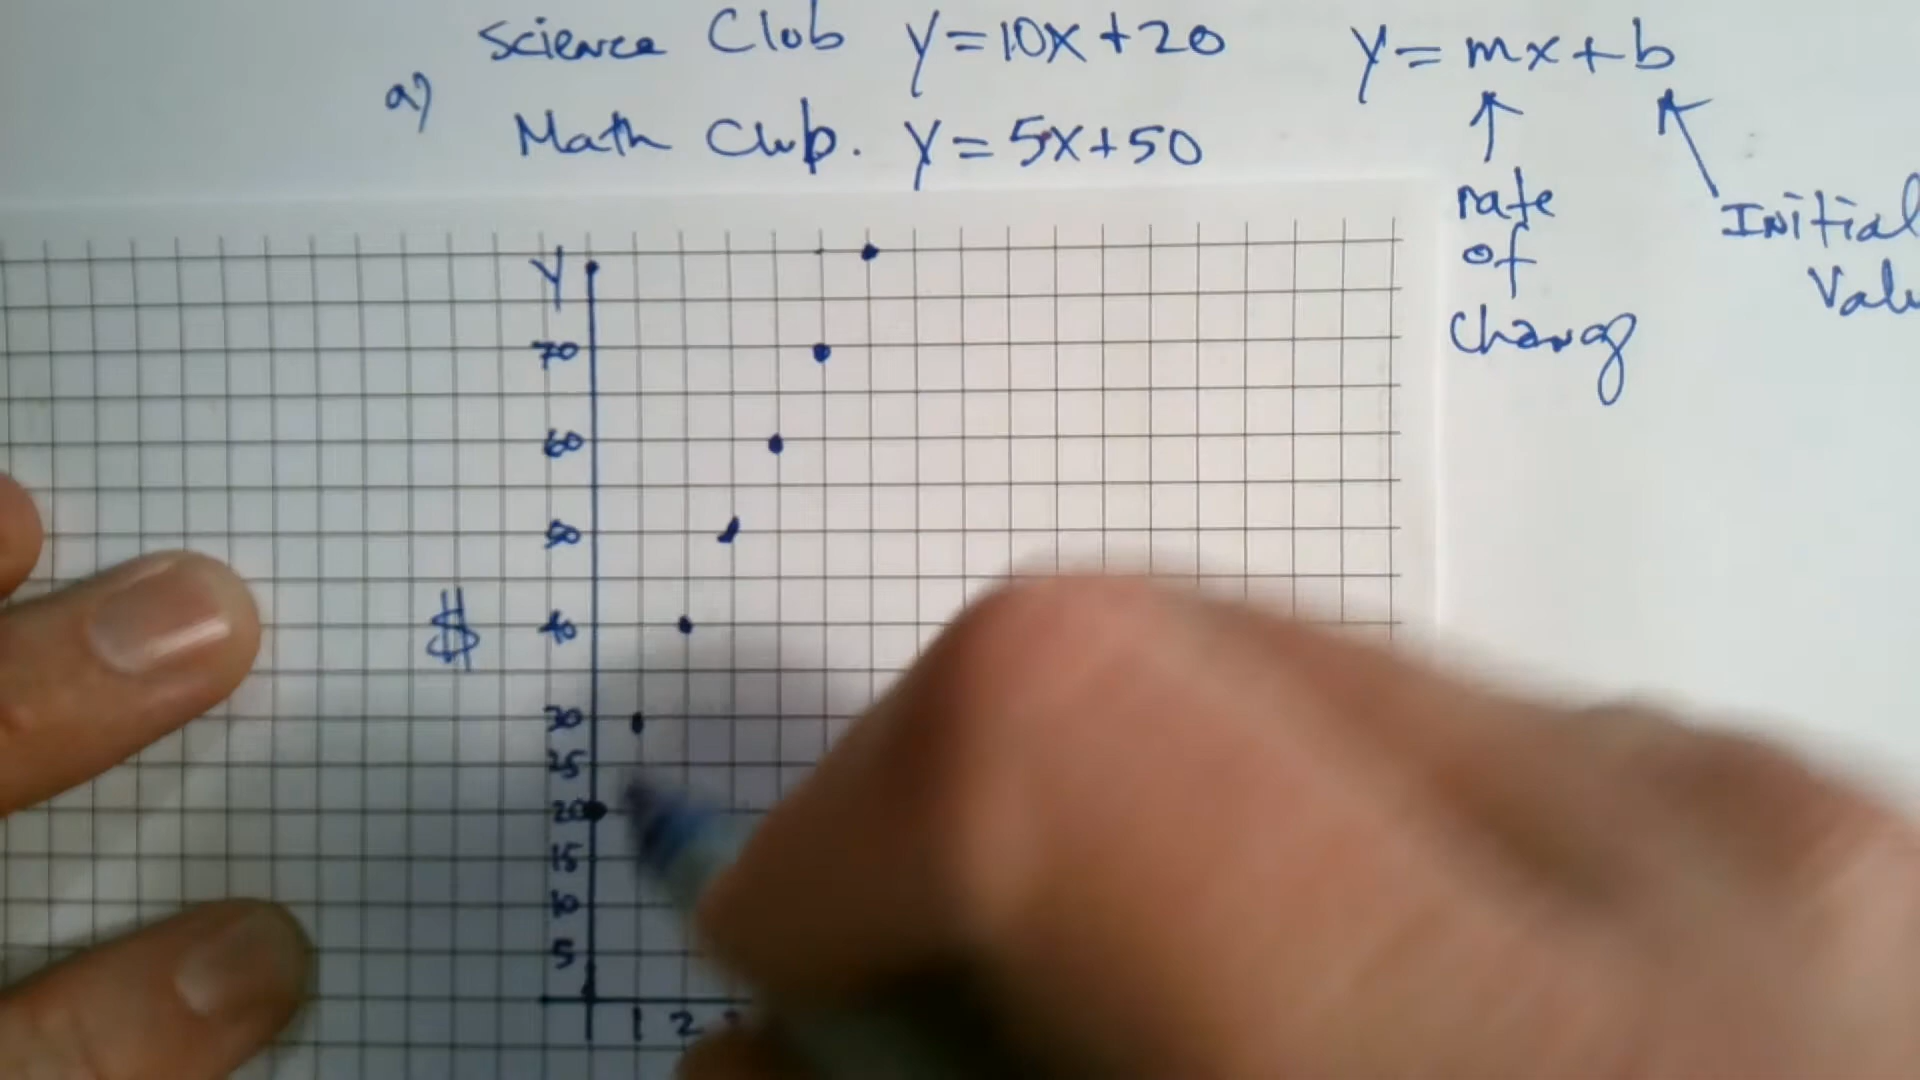 Science Club y=10x+20
a)
Math Club. y=5x+50
y=mx+b
rate
of
Initial
$
y
70
60
50
40
30
25
20
15
10
5
1 2